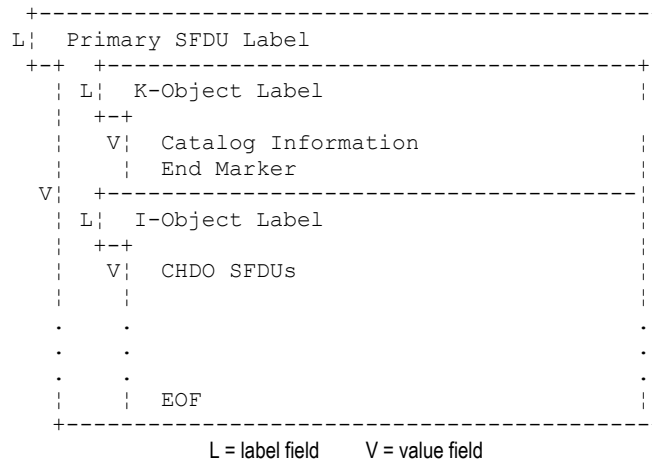 L Primary SFDU Label
L K-Object Label
V Catalog Information
End Marker
V
L I-Object Label
V CHDO SFDUs
EOF
L = label field V = value field